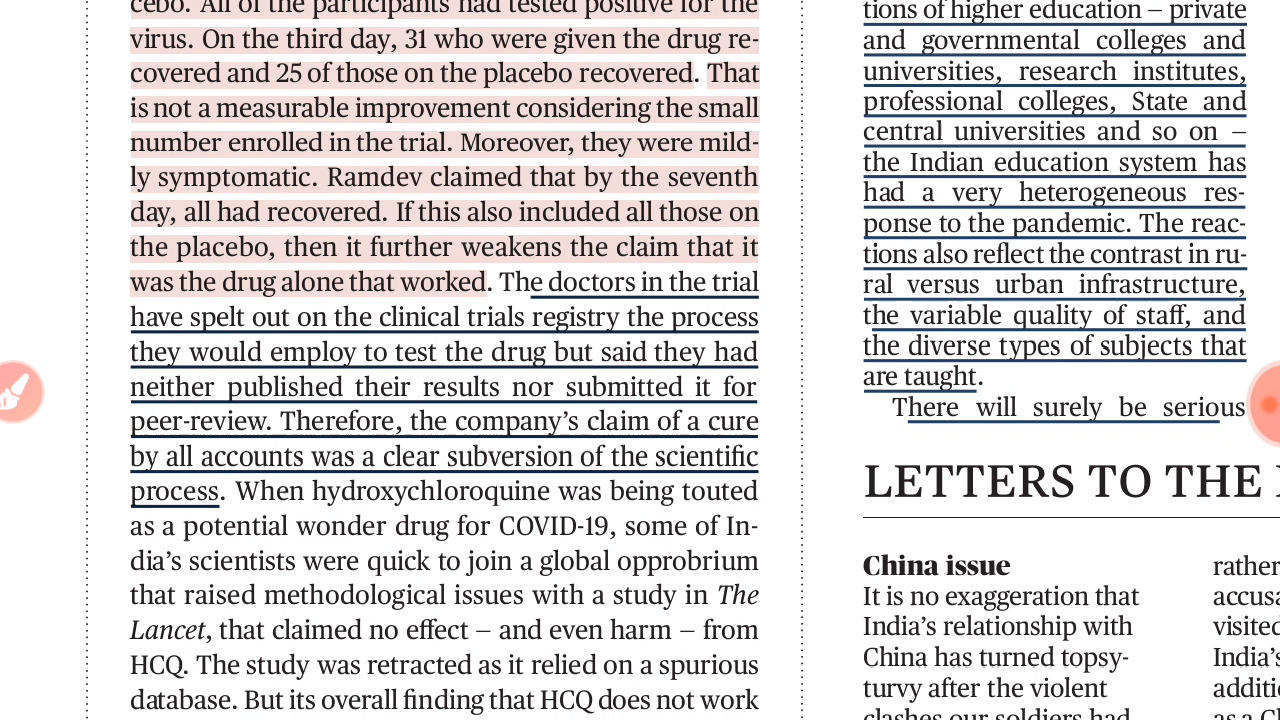 cebo. All of the participants had tested positive for the
virus. On the third day, 31 who were given the drug re-
covered and 25 of those on the placebo recovered. That
is not a measurable improvement considering the small
number enrolled in the trial. Moreover, they were mild-
ly symptomatic. Ramdev claimed that by the seventh
day, all had recovered. If this also included all those on
the placebo, then it further weakens the claim that it
was the drug alone that worked. The doctors in the trial
have spelt out on the clinical trials registry the process
they would employ to test the drug but said they had
neither published their results nor submitted it for
peer-review. Therefore, the company’s claim of a cure
by all accounts was a clear subversion of the scientific
process. When hydroxychloroquine was being touted
as a potential wonder drug for COVID-19, some of In-
dia’s scientists were quick to join a global opprobrium
that raised methodological issues with a study in The
Lancet, that claimed no effect – and even harm – from
HCQ. The study was retracted as it relied on a spurious
database. But its overall finding that HCQ does not work
tions of higher education – private
and governmental colleges and
universities, research institutes,
professional colleges, State and
central universities and so on –
the Indian education system has
had a very heterogeneous res-
ponse to the pandemic. The reac-
tions also reflect the contrast in ru-
ral versus urban infrastructure,
the variable quality of staff, and
the diverse types of subjects that
are taught.
There will surely be serious
LETTERS TO THE
China issue
It is no exaggeration that
India’s relationship with
China has turned topsy-
turvy after the violent
clashes our soldiers had
rather
accusa
visited
India’s
additi
as a C